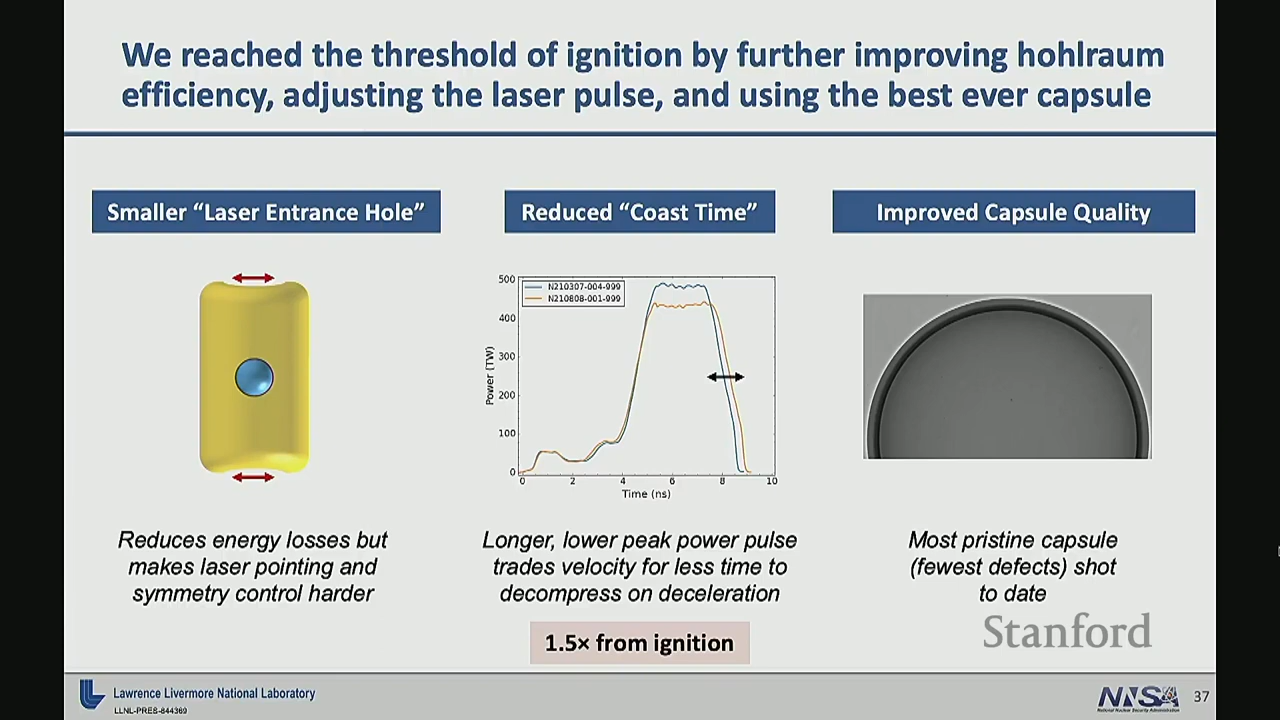 We reached the threshold of ignition by further improving hohlraum
efficiency, adjusting the laser pulse, and using the best ever capsule
Smaller “Laser Entrance Hole”
Reduced “Coast Time”
Improved Capsule Quality
500
400
300
200
100
0
Power (TW)
N210307-004-999
N210808-001-999
0 2 4 6 8 10
Time (ns)
Reduces energy losses but
makes laser pointing and
symmetry control harder
Longer, lower peak power pulse
trades velocity for less time to
decompress on deceleration
Most pristine capsule
(fewest defects) shot
to date
1.5× from ignition
Stanford
Lawrence Livermore National Laboratory
LLNL-PRES-844369
NNSA
National Nuclear Security Administration
37